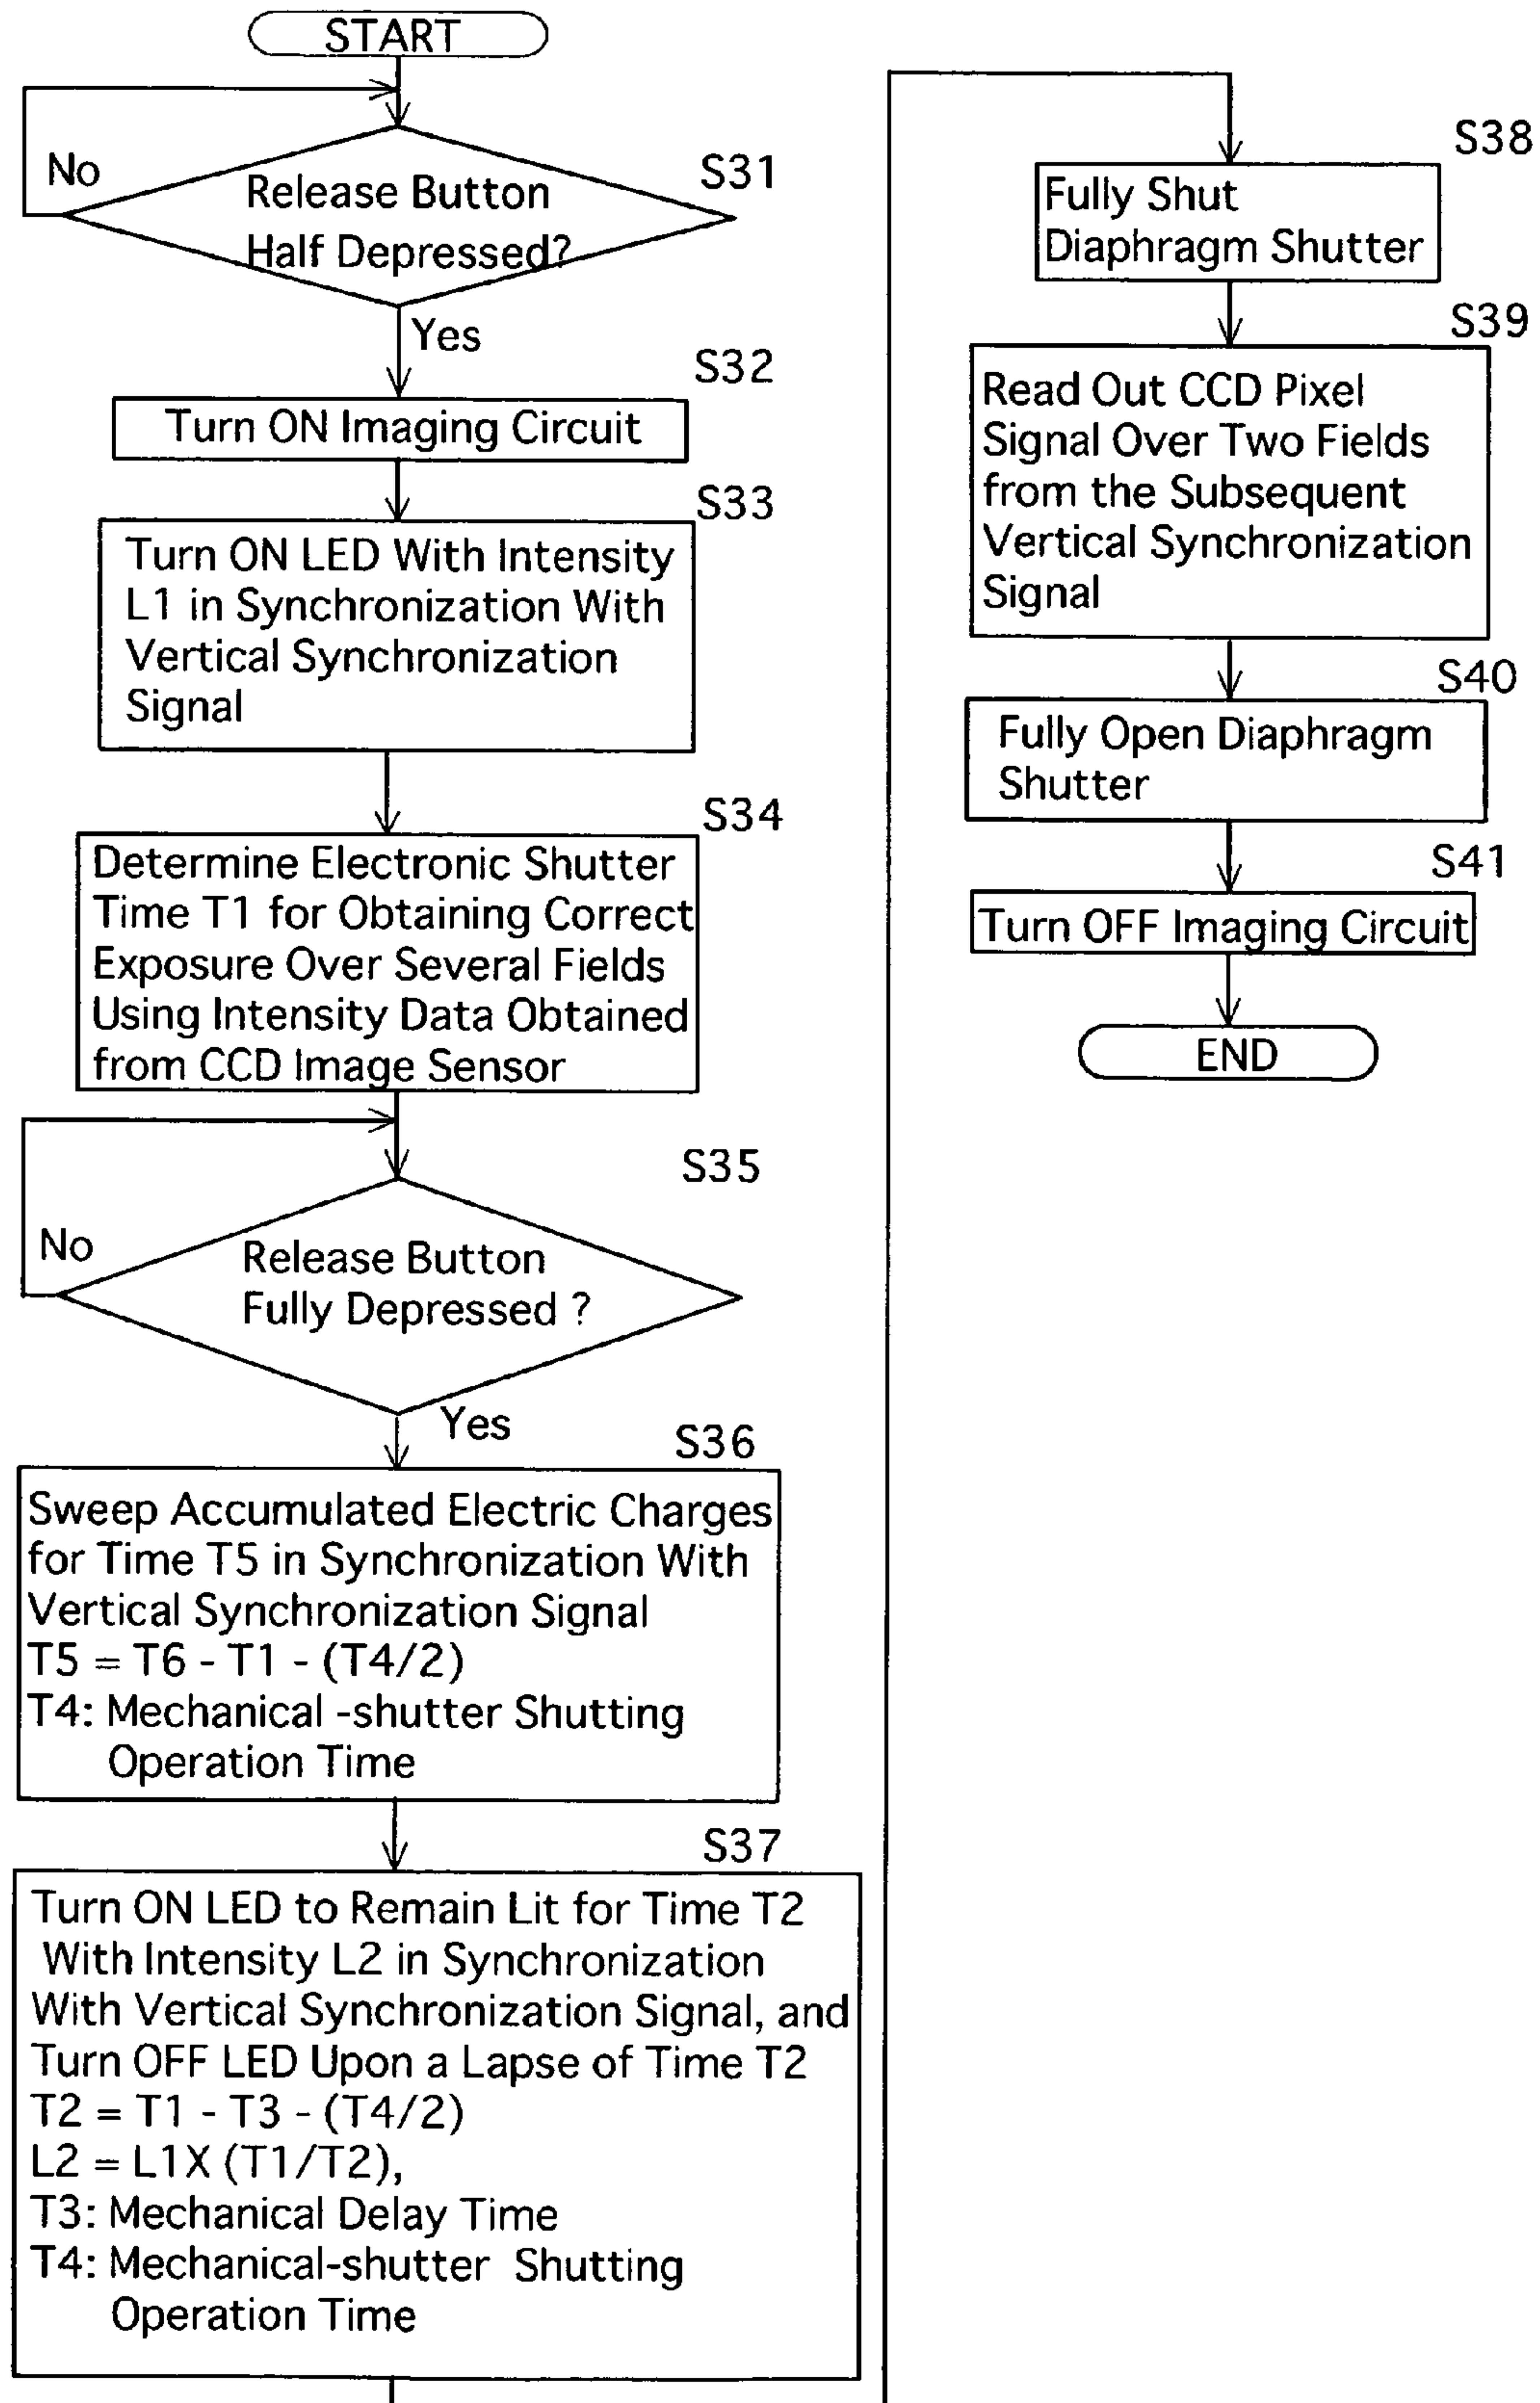 START
No
Release Button
Half Depressed?
S31
Yes
S32
Turn ON Imaging Circuit
S33
Turn ON LED With Intensity
L1 in Synchronization With
Vertical Synchronization
Signal
S34
Determine Electronic Shutter
Time T1 for Obtaining Correct
Exposure Over Several Fields
Using Intensity Data Obtained
from CCD Image Sensor
S35
No
Release Button
Fully Depressed ?
Yes
S36
Sweep Accumulated Electric Charges
for Time T5 in Synchronization With
Vertical Synchronization Signal
T5 = T6 - T1 - (T4/2)
T4: Mechanical -shutter Shutting
Operation Time
S37
Turn ON LED to Remain Lit for Time T2
With Intensity L2 in Synchronization
With Vertical Synchronization Signal, and
Turn OFF LED Upon a Lapse of Time T2
T2 = T1 - T3 - (T4/2)
L2 = L1X (T1/T2),
T3: Mechanical Delay Time
T4: Mechanical-shutter Shutting
Operation Time
S38
Fully Shut
Diaphragm Shutter
S39
Read Out CCD Pixel
Signal Over Two Fields
from the Subsequent
Vertical Synchronization
Signal
S40
Fully Open Diaphragm
Shutter
S41
Turn OFF Imaging Circuit
END